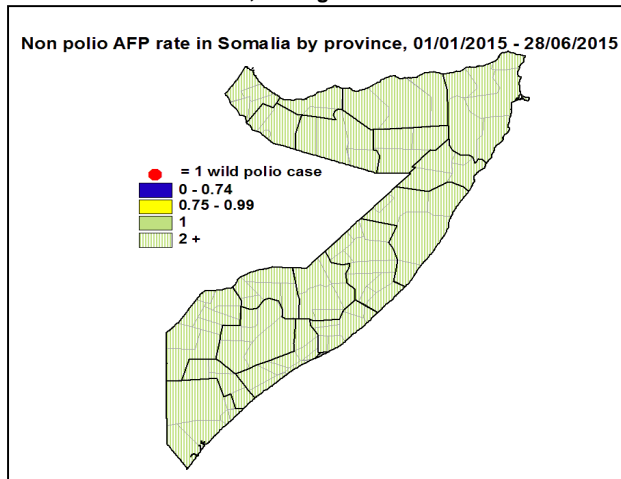 Non polio AFP rate in Somalia by province, 01/01/2015 - 28/06/2015
= 1 wild polio case
0 - 0.74
0.75 - 0.99
1
2 +